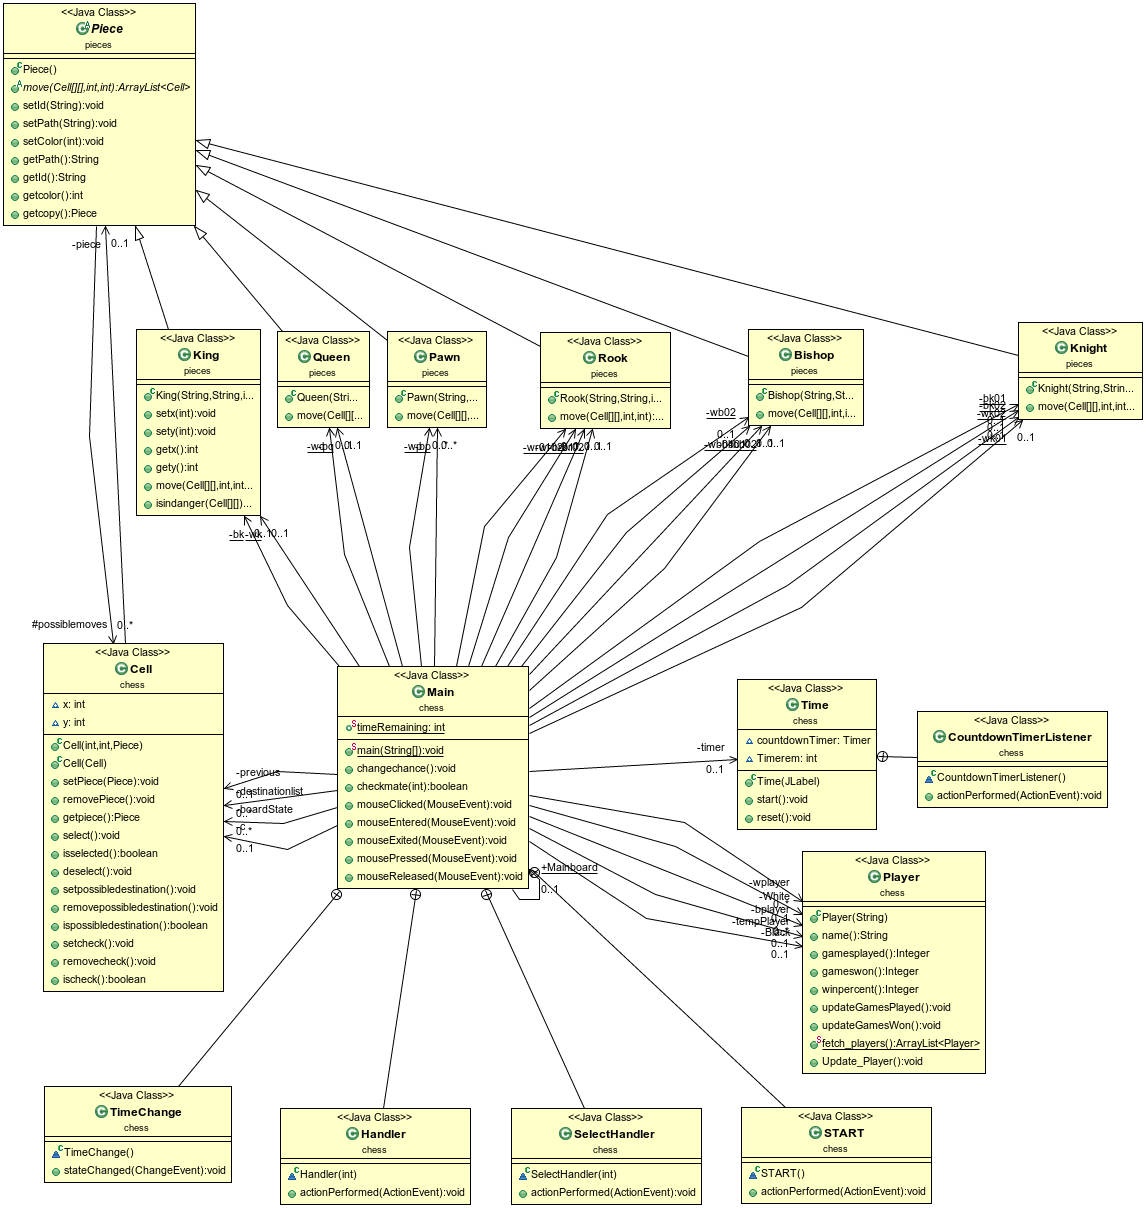 <<Java Class>>
Piece
pieces
Piece()
move(Cell[][],int,int):ArrayList<Cell>
setId(String):void
setPath(String):void
setColor(int):void
getPath():String
getId():String
getcolor():int
getcopy():Piece
-piece
0..1
<<Java Class>>
King
pieces
King(String,String,i...
setx(int):void
sety(int):void
getx():int
gety():int
move(Cell[][],int,int...
isindanger(Cell[][])...
<<Java Class>>
Queen
pieces
Queen(Stri...
move(Cell[][...
<<Java Class>>
Pawn
pieces
Pawn(String,...
move(Cell[][],...
<<Java Class>>
Rook
pieces
Rook(String,String,i...
move(Cell[][],int,int):...
<<Java Class>>
Bishop
pieces
Bishop(String,St...
move(Cell[][],int,i...
<<Java Class>>
Knight
pieces
Knight(String,Strin...
move(Cell[][],int,int...
-wb02
0..1
-bk01
-bk02
-wk02
-wk01
0..1
-bk
-wk
0..1
#possiblemoves
0..*
<<Java Class>>
Cell
chess
x: int
y: int
Cell(int,int,Piece)
Cell(Cell)
setPiece(Piece):void
removePiece():void
getpiece():Piece
select():void
isselected():boolean
deselect():void
setpossibledestination():void
removepossibledestination():void
ispossibledestination():boolean
setcheck():void
removecheck():void
ischeck():boolean
-previous
0..1
-destinationlist
0..*
-boardState
-c
0..*
0..1
<<Java Class>>
Main
chess
timeRemaining: int
main(String[]):void
changechance():void
checkmate(int):boolean
mouseClicked(MouseEvent):void
mouseEntered(MouseEvent):void
mouseExited(MouseEvent):void
mousePressed(MouseEvent):void
mouseReleased(MouseEvent):void
+Mainboard
0..1
-timer
0..1
<<Java Class>>
Time
chess
countdownTimer: Timer
Timerem: int
Time(JLabel)
start():void
reset():void
<<Java Class>>
CountdownTimerListener
chess
CountdownTimerListener()
actionPerformed(ActionEvent):void
-wplayer
-White
-bplayer
-tempPlayer
-Black
0..1
0..1
<<Java Class>>
Player
chess
Player(String)
name():String
gamesplayed():Integer
gameswon():Integer
winpercent():Integer
updateGamesPlayed():void
updateGamesWon():void
fetch_players():ArrayList<Player>
Update_Player():void
<<Java Class>>
TimeChange
chess
TimeChange()
stateChanged(ChangeEvent):void
<<Java Class>>
Handler
chess
Handler(int)
actionPerformed(ActionEvent):void
<<Java Class>>
SelectHandler
chess
SelectHandler(int)
actionPerformed(ActionEvent):void
<<Java Class>>
START
chess
START()
actionPerformed(ActionEvent):void